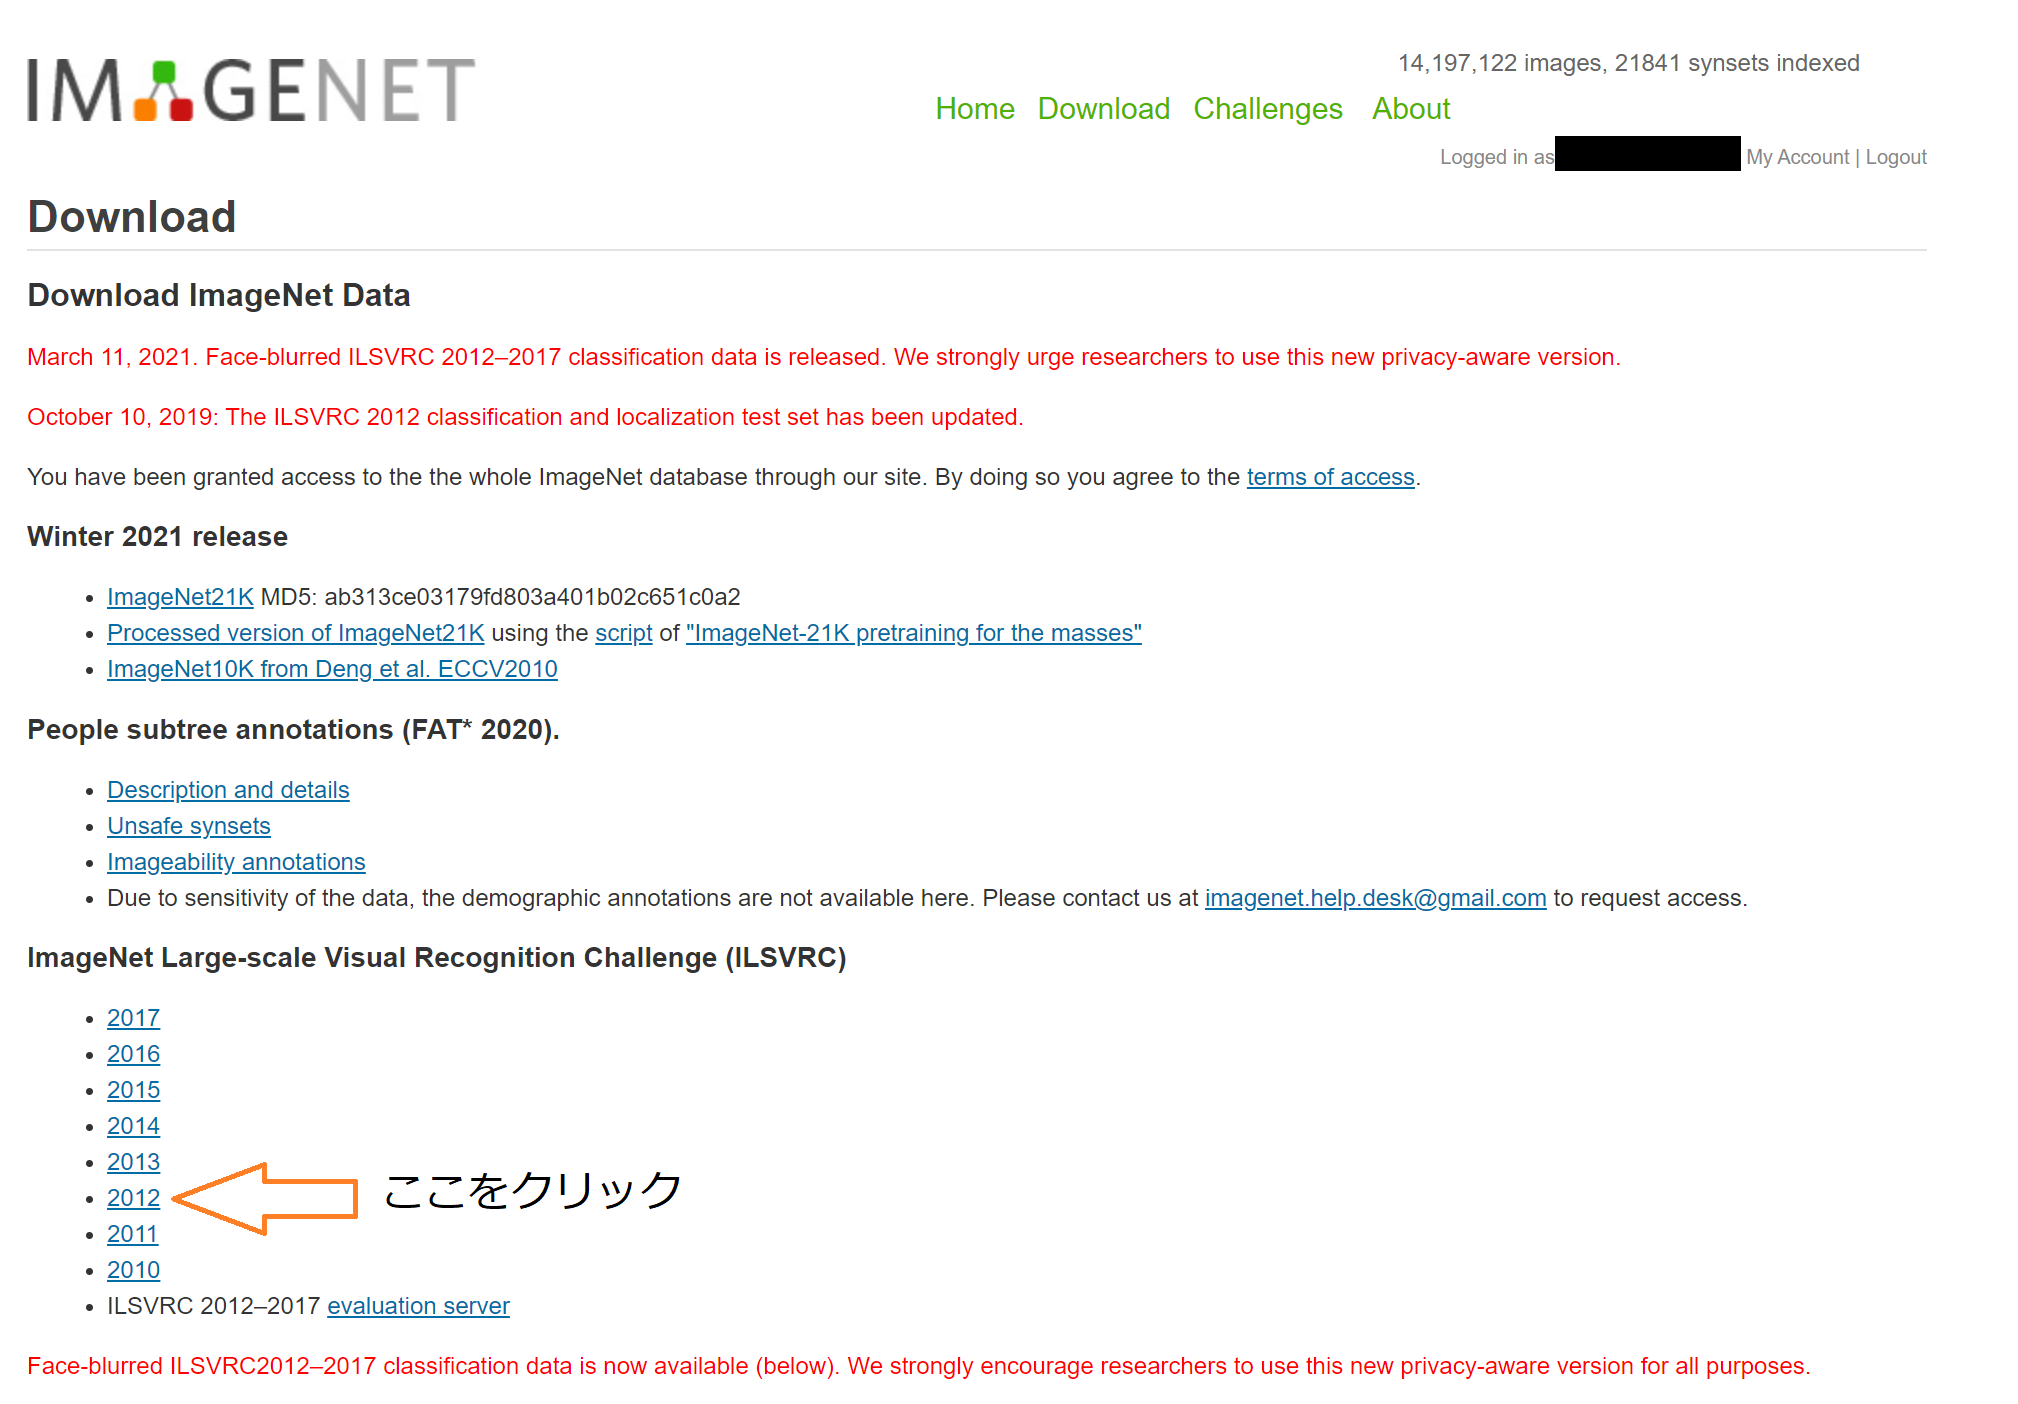 IMAGENET
14,197,122 images, 21841 synsets indexed
Home Download Challenges About
Logged in as My Account | Logout
Download
Download ImageNet Data
March 11, 2021. Face-blurred ILSVRC 2012–2017 classification data is released. We strongly urge researchers to use this new privacy-aware version.
October 10, 2019: The ILSVRC 2012 classification and localization test set has been updated.
You have been granted access to the the whole ImageNet database through our site. By doing so you agree to the terms of access.
Winter 2021 release
• ImageNet21K MD5: ab313ce03179fd803a401b02c651c0a2
• Processed version of ImageNet21K using the script of "ImageNet-21K pretraining for the masses"
• ImageNet10K from Deng et al. ECCV2010
People subtree annotations (FAT* 2020).
• Description and details
• Unsafe synsets
• Imageability annotations
• Due to sensitivity of the data, the demographic annotations are not available here. Please contact us at imagenet.help.desk@gmail.com to request access.
ImageNet Large-scale Visual Recognition Challenge (ILSVRC)
• 2017
• 2016
• 2015
• 2014
• 2013
• 2012 ここをクリック
• 2011
• 2010
• ILSVRC 2012–2017 evaluation server
Face-blurred ILSVRC2012–2017 classification data is now available (below). We strongly encourage researchers to use this new privacy-aware version for all purposes.